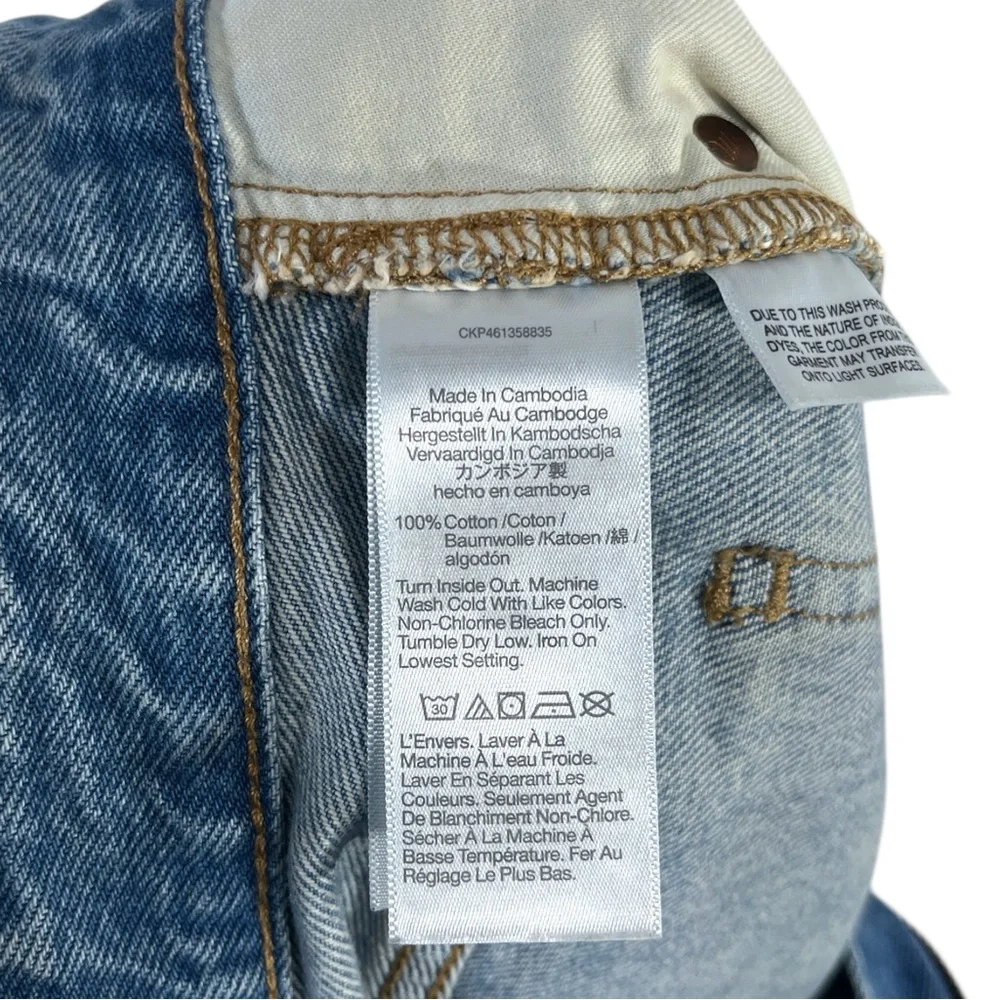 CKP461358835
Made In Cambodia
Fabriqué Au Cambodge
Hergestellt In Kambodscha
Vervaardigd In Cambodja
カンボジア製
hecho en camboya
100% Cotton /Coton /
Baumwolle /Katoen /綿 /
algodón
Turn Inside Out. Machine
Wash Cold With Like Colors.
Non-Chlorine Bleach Only.
Tumble Dry Low. Iron On
Lowest Setting.
30
L'Envers. Laver À La
Machine À L'eau Froide.
Laver En Séparant Les
Couleurs. Seulement Agent
De Blanchiment Non-Chlore.
Sécher À La Machine À
Basse Température. Fer Au
Réglage Le Plus Bas.
DUE TO THIS WASH
AND THE NATURE OF
DYES, THE COLOR FROM
GARMENT MAY TRANSFER
ONTO LIGHT SURFACES.